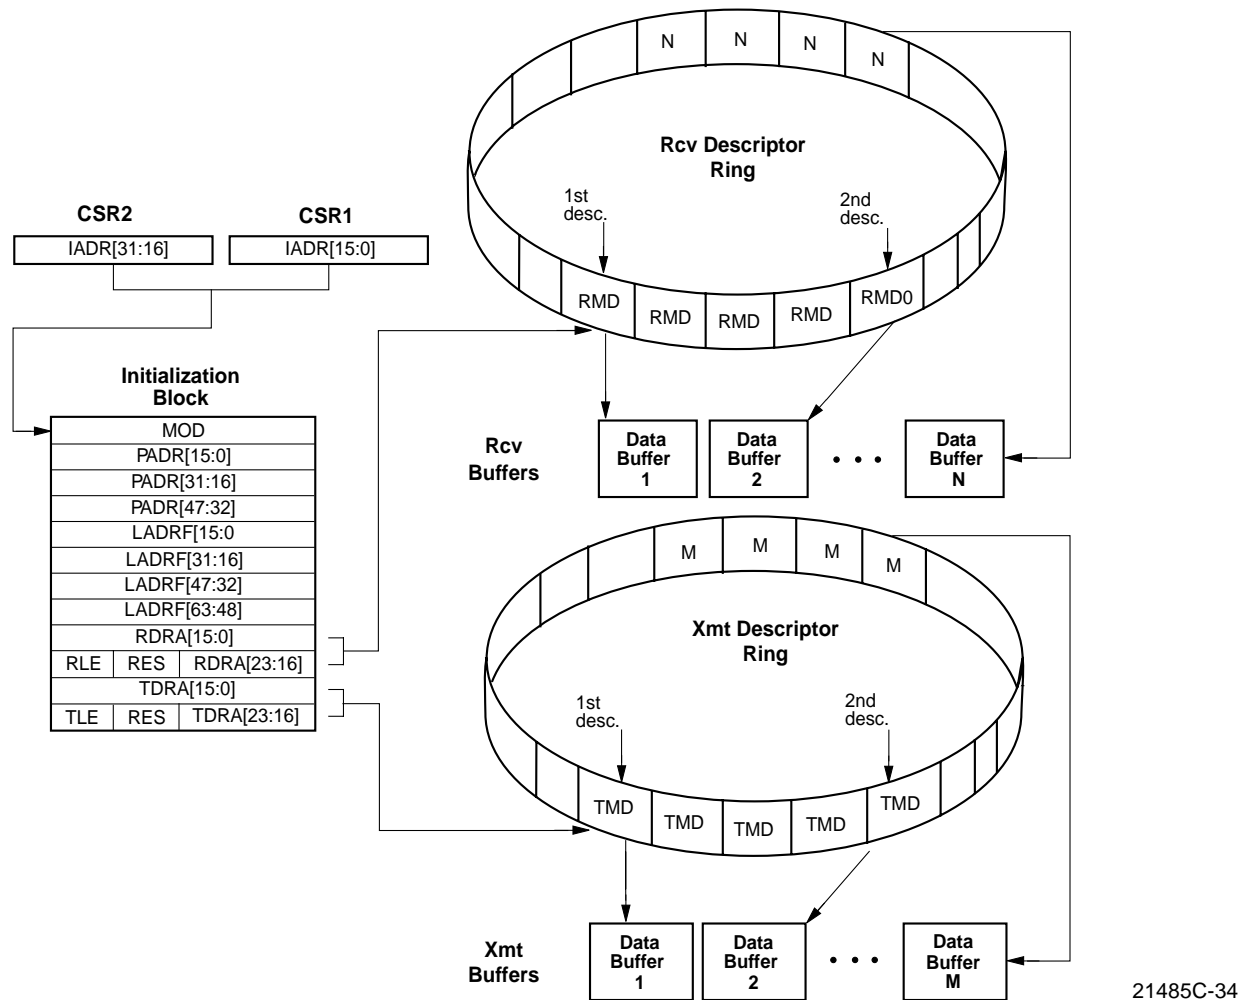 N N N N
Rcv Descriptor
Ring
1st
desc.
2nd
desc.
CSR2 CSR1
IADR[31:16] IADR[15:0]
RMD RMD RMD RMD RMD0
Initialization
Block
MOD
PADR[15:0]
PADR[31:16]
PADR[47:32]
LADRF[15:0
LADRF[31:16]
LADRF[47:32]
LADRF[63:48]
RDRA[15:0]
RLE RES RDRA[23:16]
TDRA[15:0]
TLE RES TDRA[23:16]
Rcv
Buffers
Data
Buffer
1
Data
Buffer
2
• • •
Data
Buffer
N
M M M M
Xmt Descriptor
Ring
1st
desc.
2nd
desc.
TMD TMD TMD TMD TMD
Xmt
Buffers
Data
Buffer
1
Data
Buffer
2
• • •
Data
Buffer
M
21485C-34